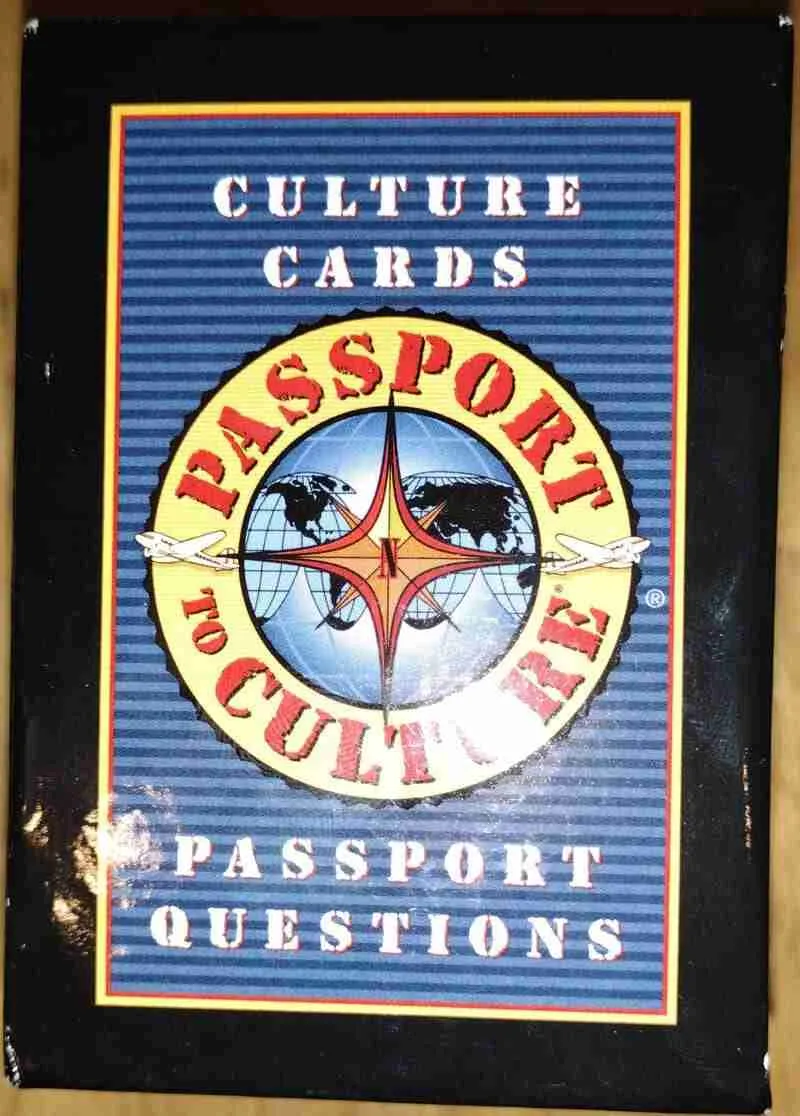 CULTURE
CARDS
PASSPORT
N
TO CULTURE
®
PASSPORT
QUESTIONS